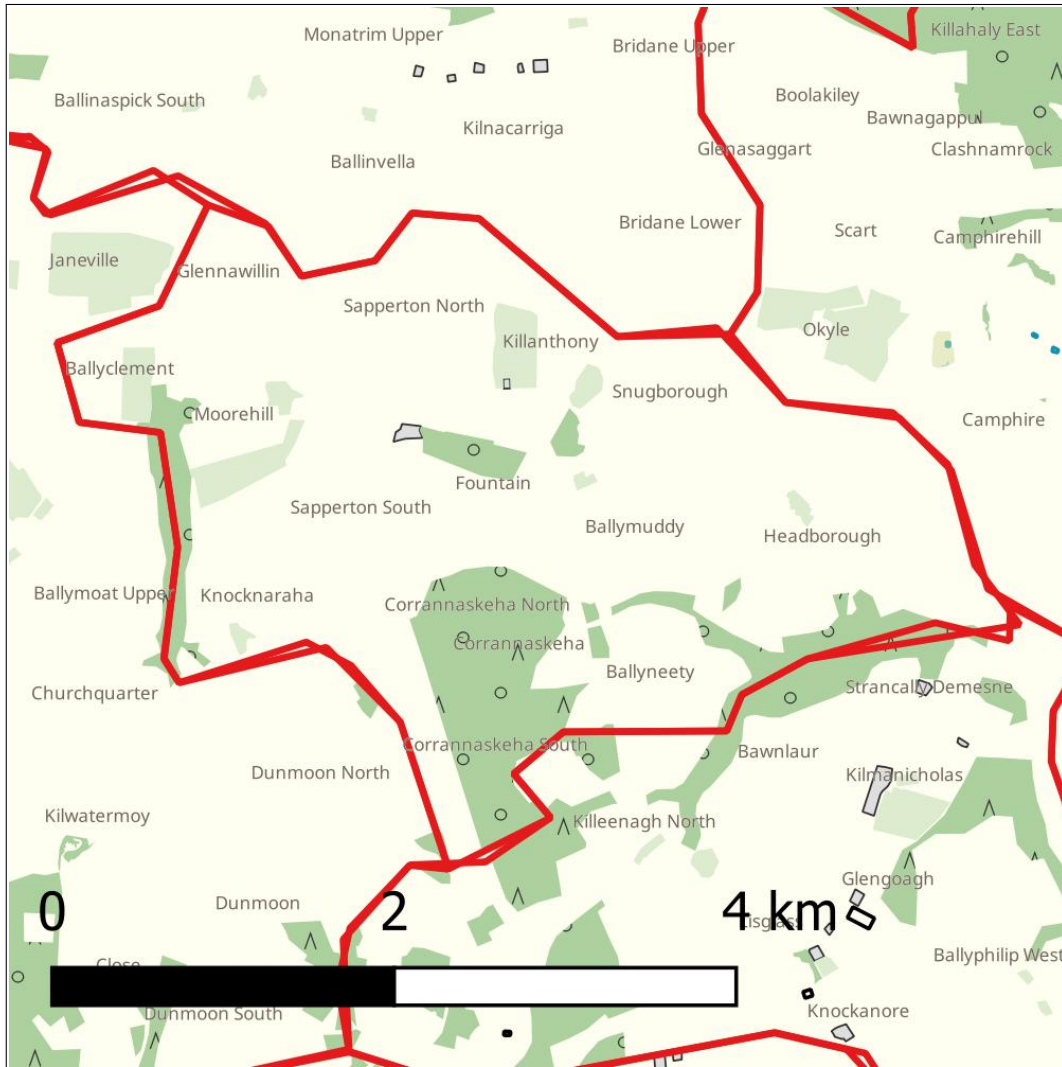 Monatrim Upper
Bridane Upper
Killahaly East
Ballinaspick South
Boolakiley
Bawnagappul
Kilnacarriga
Ballinvella
Glenasaggart
Clashnamrock
Bridane Lower
Scart
Camphirehill
Janeville
Glennawillin
Sapperton North
Killanthony
Okyle
Ballyclement
Snugborough
Moorehill
Camphire
Fountain
Sapperton South
Ballymuddy
Headborough
Ballymoat Upper
Knocknaraha
Corrannaskeha North
Corrannaskeha
Ballyneety
Churchquarter
Strancally Demesne
Corrannaskeha South
Bawnlaur
Dunmoon North
Kilmanicholas
Kilwatermoy
Killeenagh North
Glengoagh
Dunmoon
0 2 4 km
Lisglass
Ballyphilip West
Close
Dunmoon South
Knockanore